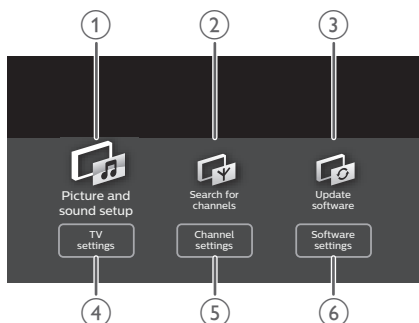 1
2
3
Picture and
sound setup
Search for
channels
Update
software
TV
settings
Channel
settings
Software
settings
4
5
6